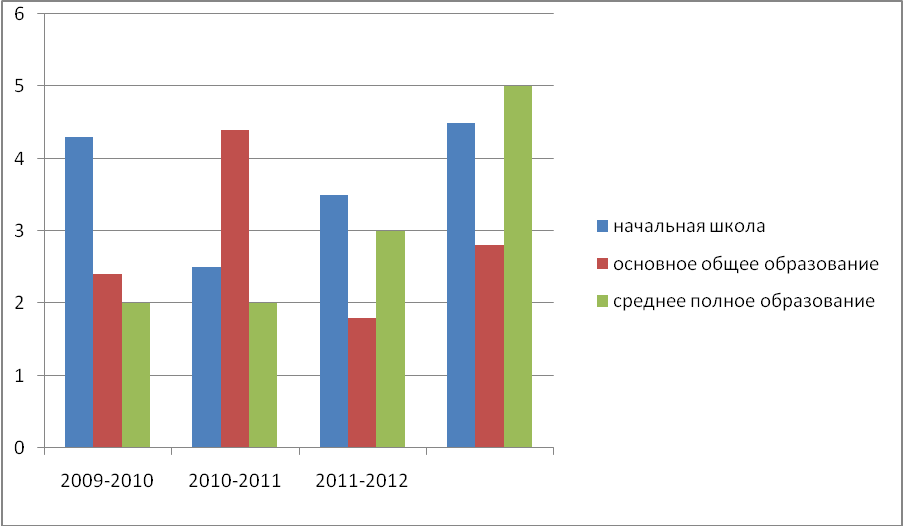 6
5
4
3
2
1
0
2009-2010 2010-2011 2011-2012
начальная школа
основное общее образование
среднее полное образование